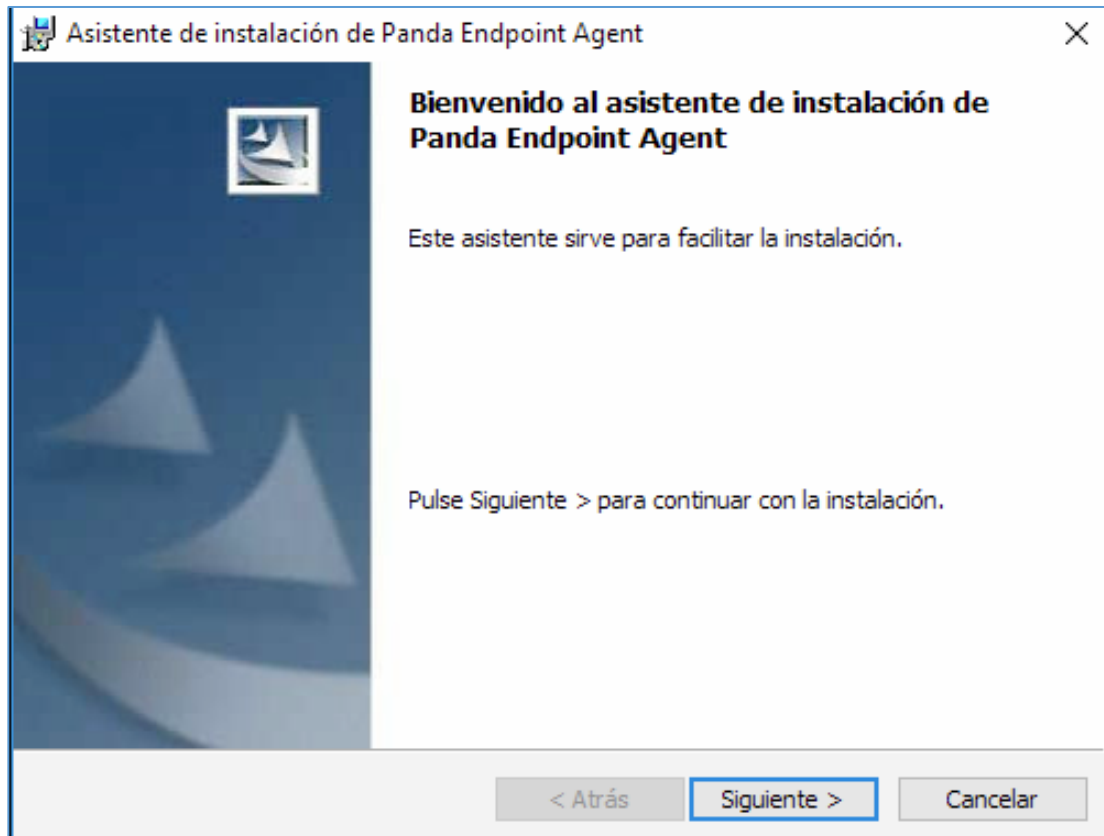 Asistente de instalación de Panda Endpoint Agent
Bienvenido al asistente de instalación de
Panda Endpoint Agent
Este asistente sirve para facilitar la instalación.
Pulse Siguiente > para continuar con la instalación.
< Atrás
Siguiente >
Cancelar